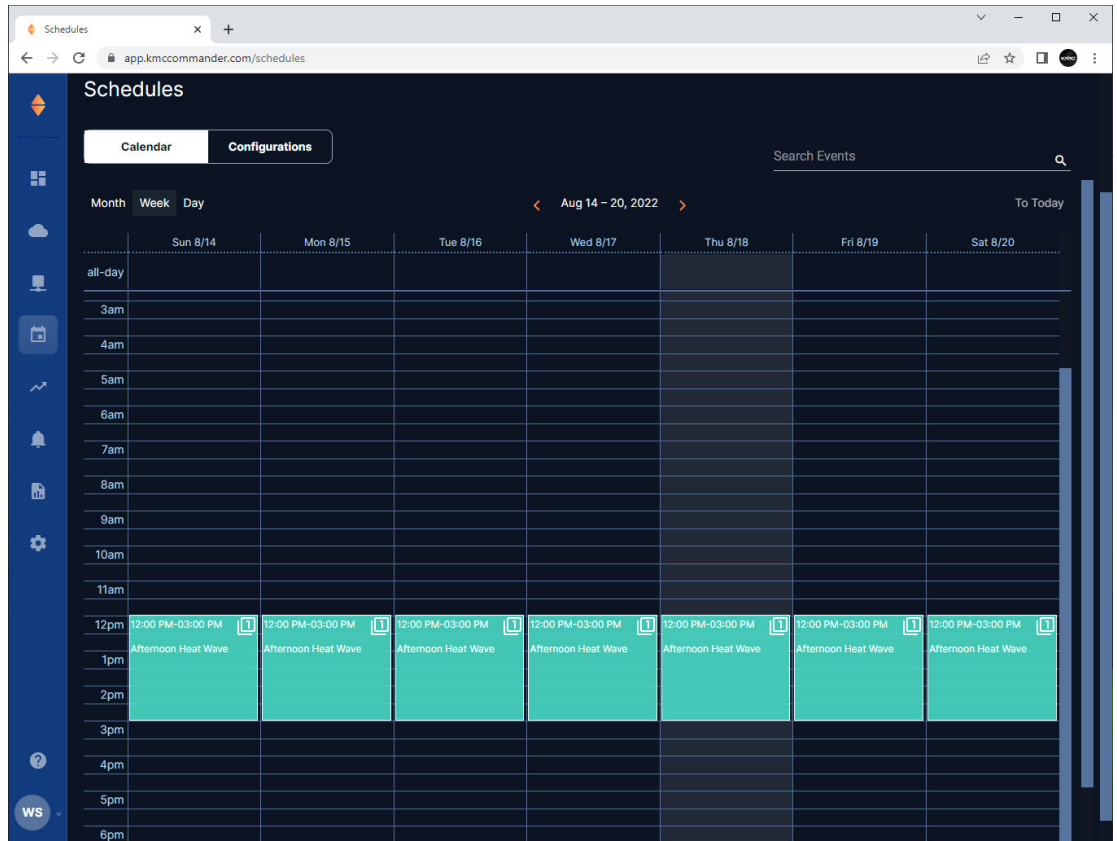 Schedules
app.kmccommander.com/schedules
KMC
Schedules
Calendar Configurations
Search Events
Month Week Day
Aug 14 – 20, 2022
To Today
Sun 8/14 Mon 8/15 Tue 8/16 Wed 8/17 Thu 8/18 Fri 8/19 Sat 8/20
all-day
3am
4am
5am
6am
7am
8am
9am
10am
11am
12pm 12:00 PM-03:00 PM 1 12:00 PM-03:00 PM 1 12:00 PM-03:00 PM 1 12:00 PM-03:00 PM 1 12:00 PM-03:00 PM 1 12:00 PM-03:00 PM 1 12:00 PM-03:00 PM 1
Afternoon Heat Wave Afternoon Heat Wave Afternoon Heat Wave Afternoon Heat Wave Afternoon Heat Wave Afternoon Heat Wave Afternoon Heat Wave
1pm
2pm
3pm
4pm
5pm
WS
6pm